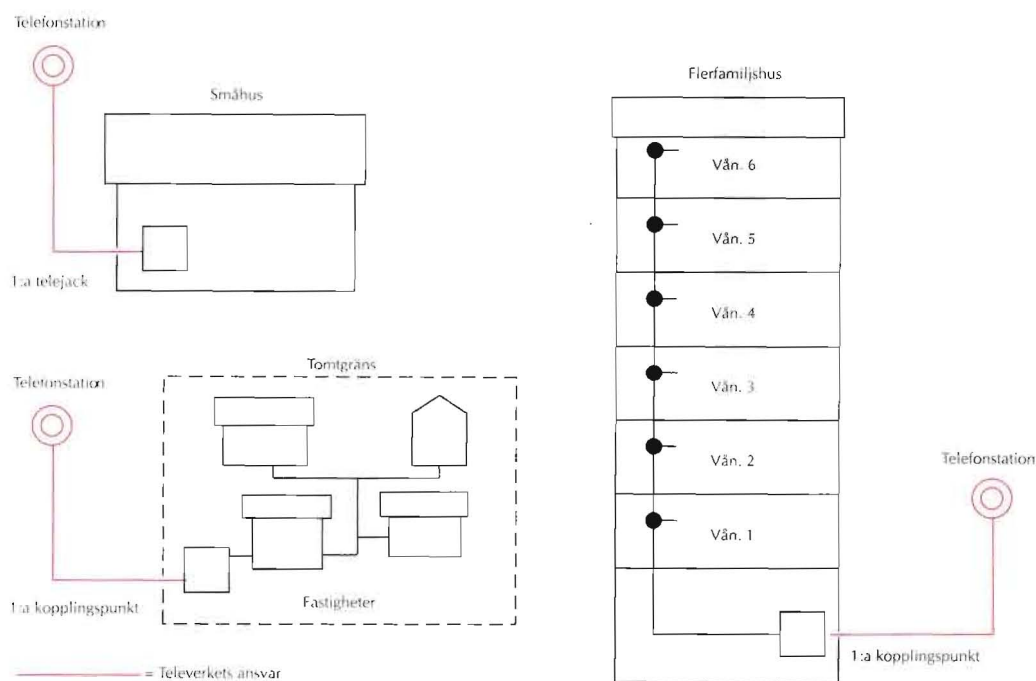 Telefonstation
Småhus
1:a telejack
Telefonstation
Tomtgräns
1:a kopplingspunkt
Fastigheter
= Televerkets ansvar
Flerfamiljshus
Vån. 6
Vån. 5
Vån. 4
Vån. 3
Vån. 2
Vån. 1
Telefonstation
1:a kopplingspunkt